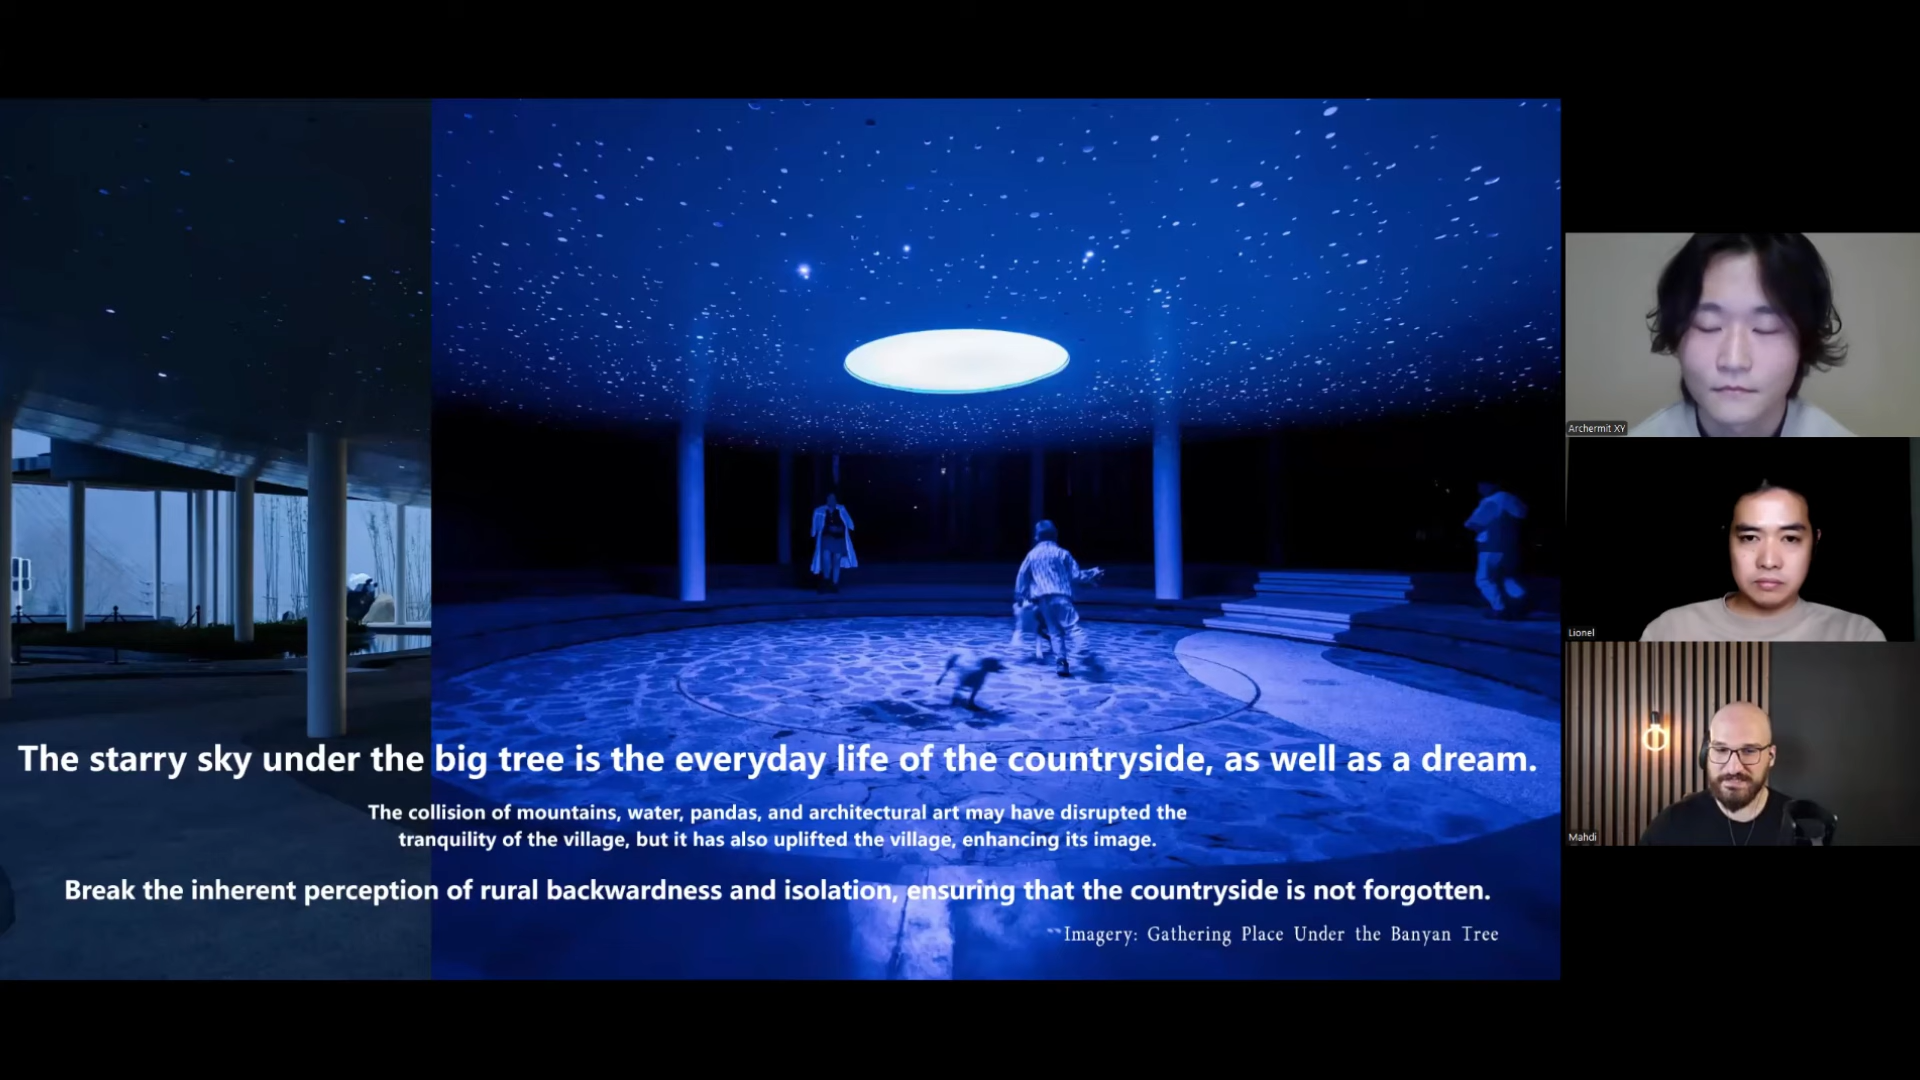 The starry sky under the big tree is the everyday life of the countryside, as well as a dream.
The collision of mountains, water, pandas, and architectural art may have disrupted the
tranquility of the village, but it has also uplifted the village, enhancing its image.
Break the inherent perception of rural backwardness and isolation, ensuring that the countryside is not forgotten.
Imagery: Gathering Place Under the Banyan Tree
Archermit XY
Lionel
Mahdi